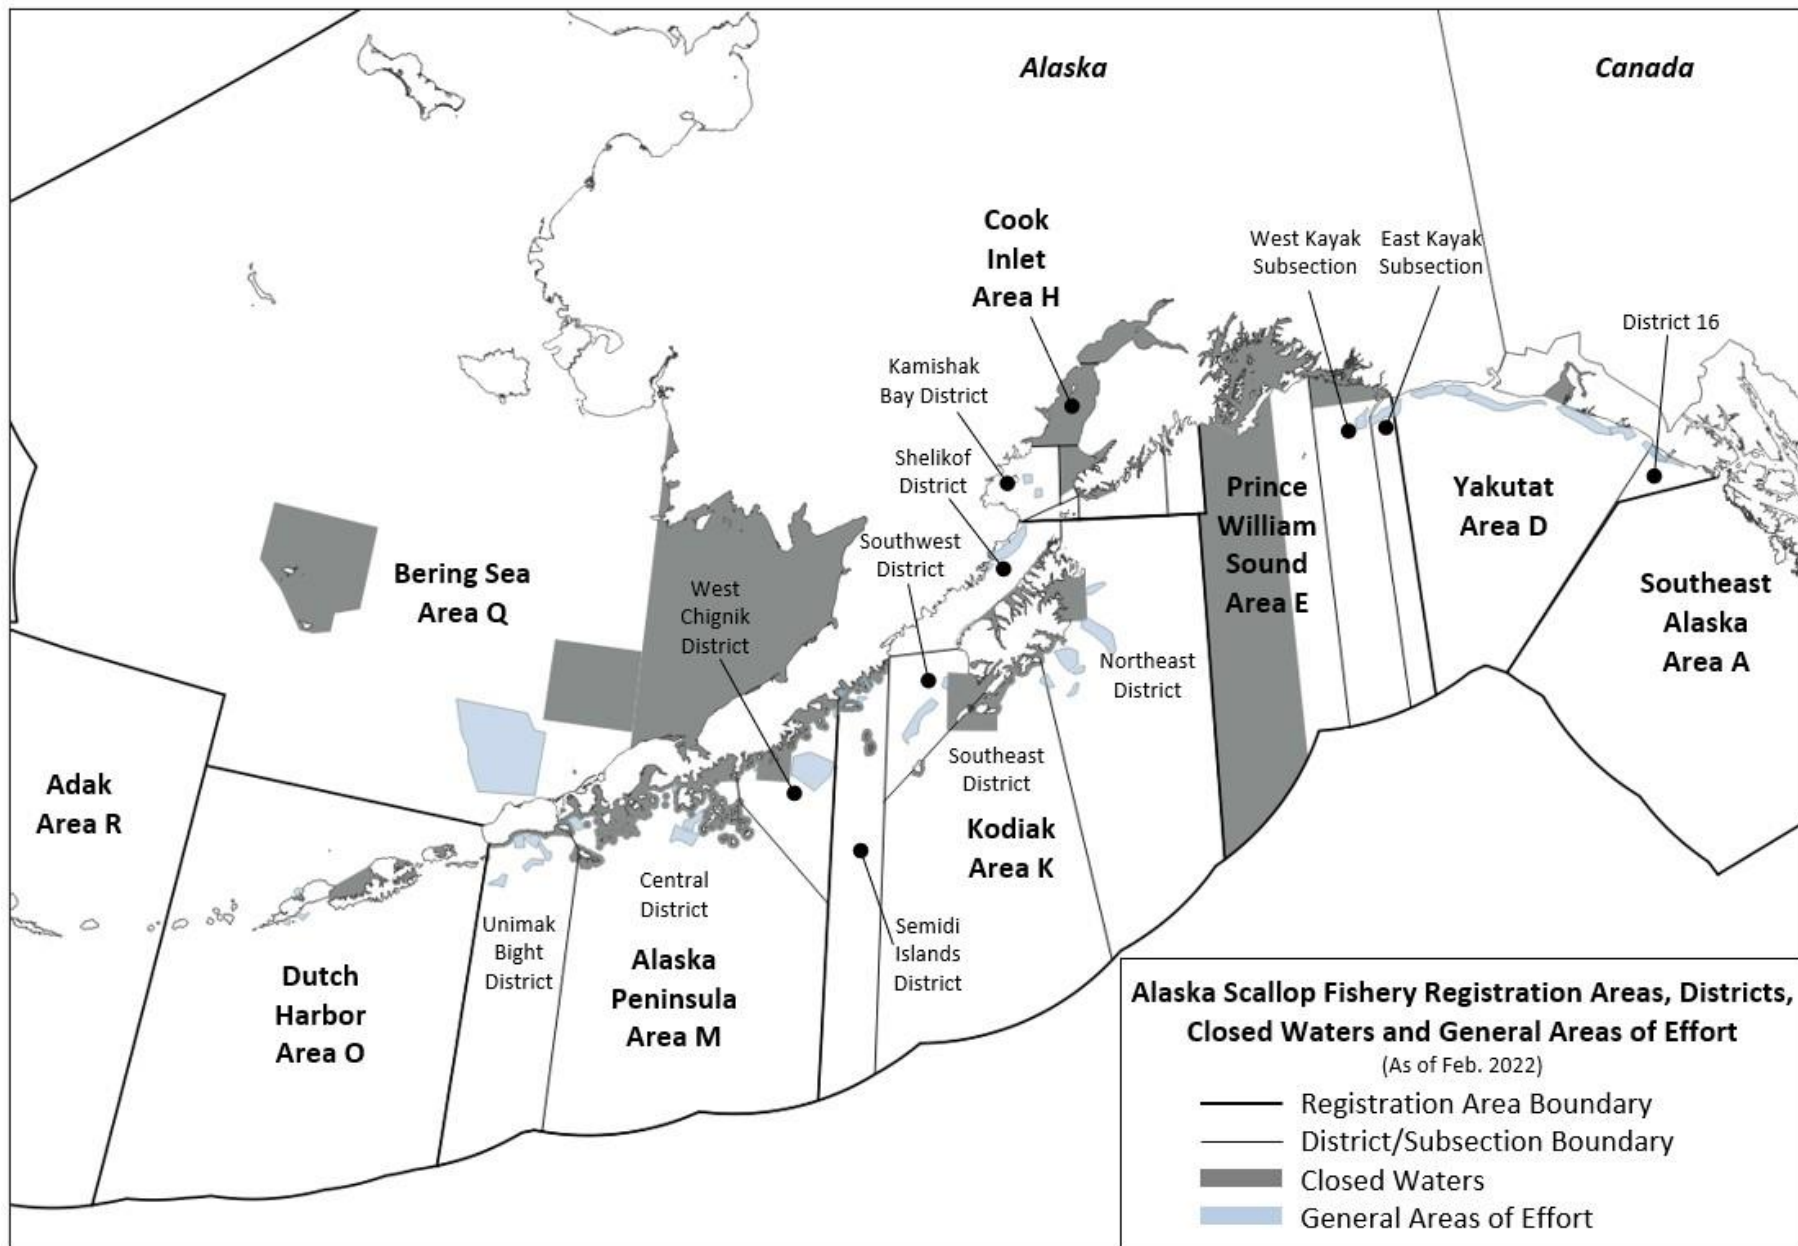 Alaska
Canada
Cook
Inlet
Area H
West Kayak
Subsection
East Kayak
Subsection
District 16
Kamishak
Bay District
Shelikof
District
Southwest
District
West
Chignik
District
Bering Sea
Area Q
Prince
William
Sound
Area E
Yakutat
Area D
Southeast
Alaska
Area A
Northeast
District
Southeast
District
Kodiak
Area K
Adak
Area R
Central
District
Unimak
Bight
District
Semidi
Islands
District
Alaska
Peninsula
Area M
Dutch
Harbor
Area O
Alaska Scallop Fishery Registration Areas, Districts,
Closed Waters and General Areas of Effort
(As of Feb. 2022)
Registration Area Boundary
District/Subsection Boundary
Closed Waters
General Areas of Effort